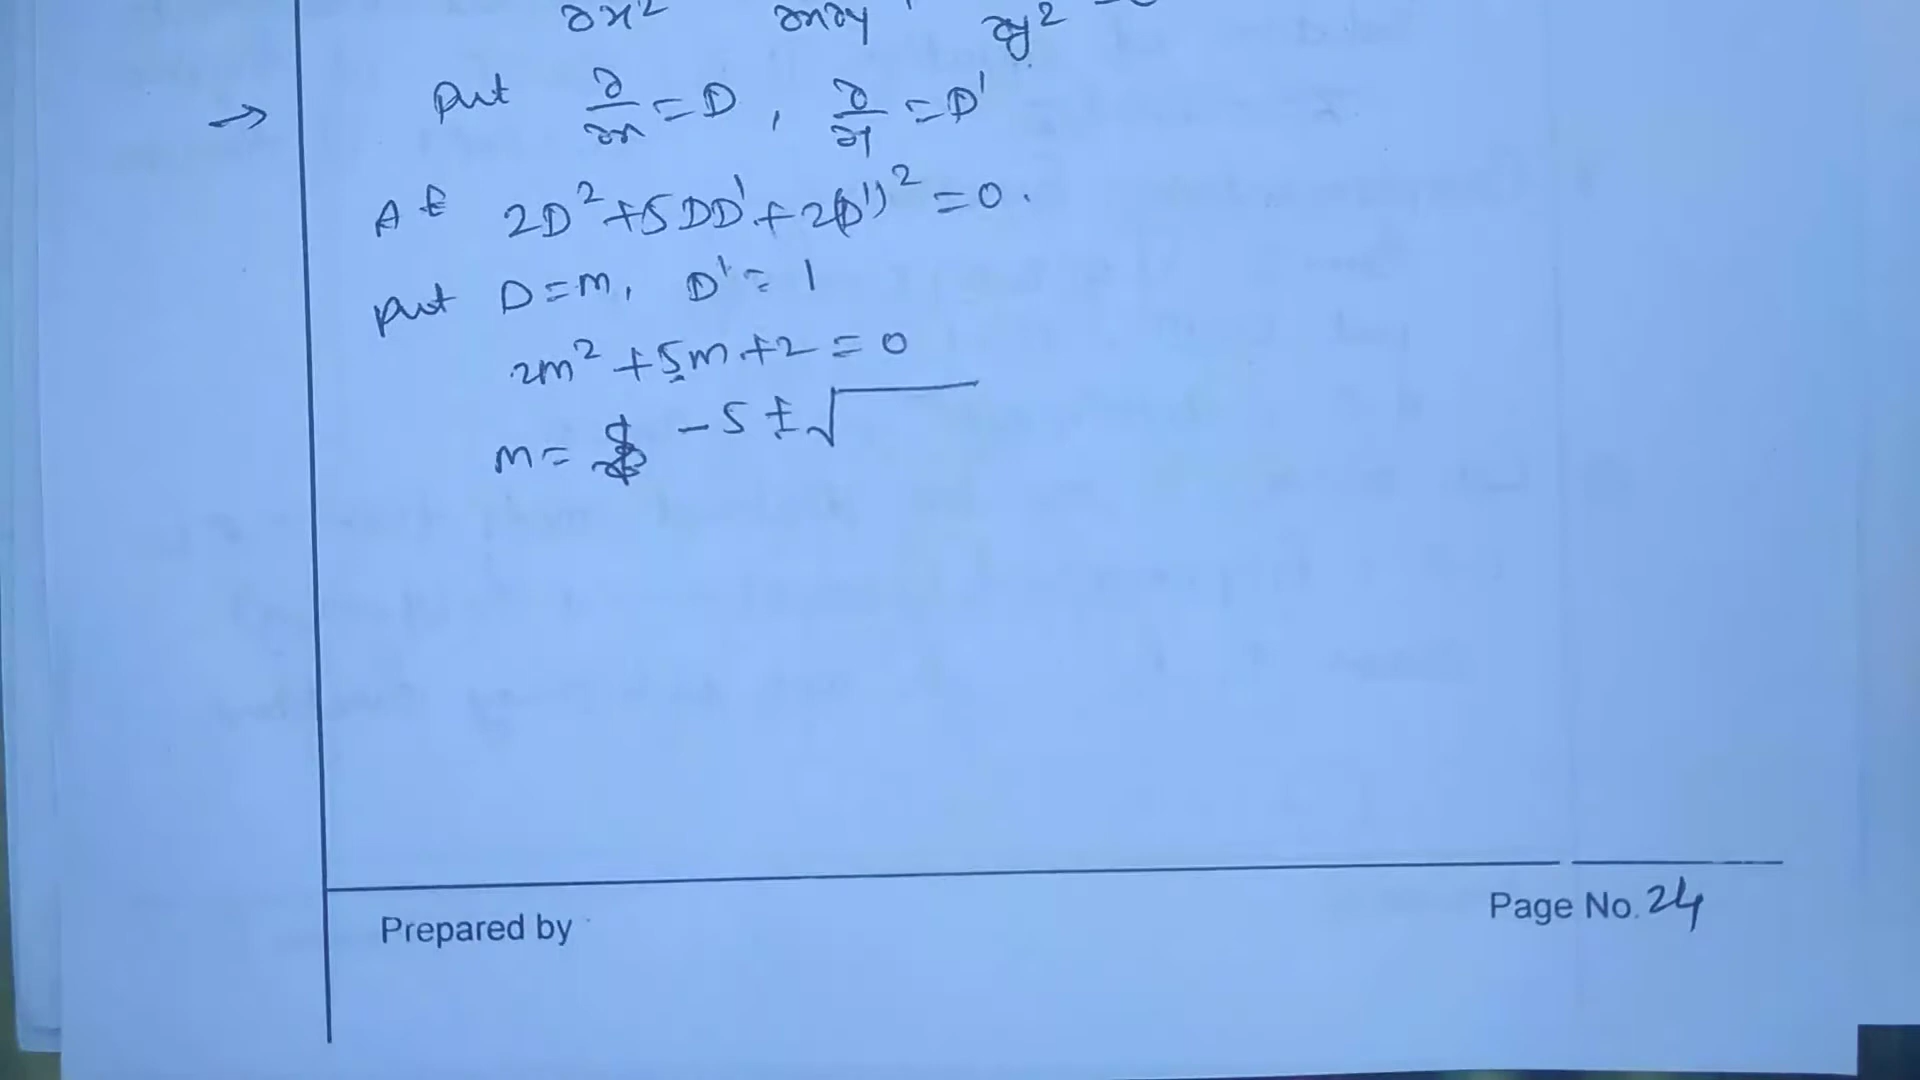 ∂x² ∂x∂y ∂y²
→ put ∂/∂x = D, ∂/∂y = D'
A E 2D² + 5DD' + 2(D')² = 0.
put D = m, D' = 1
2m² + 5m + 2 = 0
m = -5 ± √
Prepared by
Page No. 24